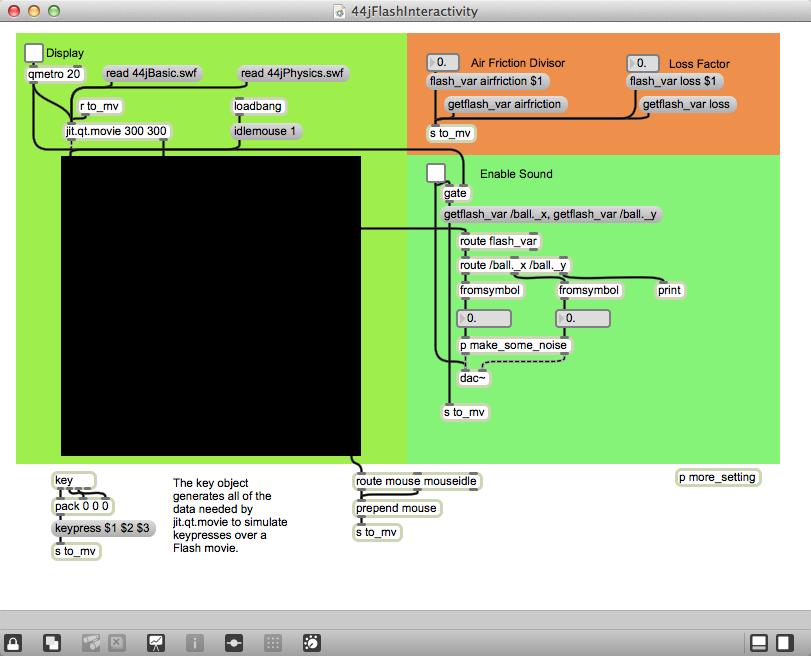 44jFlashInteractivity
Display
qmetro 20
read 44jBasic.swf
read 44jPhysics.swf
r to_mv
loadbang
jit.qt.movie 300 300
idlemouse 1
0.
Air Friction Divisor
0.
Loss Factor
flash_var airfriction $1
flash_var loss $1
getflash_var airfriction
getflash_var loss
s to_mv
Enable Sound
gate
getflash_var /ball._x, getflash_var /ball._y
route flash_var
route /ball._x /ball._y
fromsymbol
fromsymbol
print
0.
0.
p make_some_noise
dac~
s to_mv
key
pack 0 0 0
keypress $1 $2 $3
s to_mv
The key object
generates all of the
data needed by
jit.qt.movie to simulate
keypresses over a
Flash movie.
route mouse mouseidle
prepend mouse
s to_mv
p more_setting